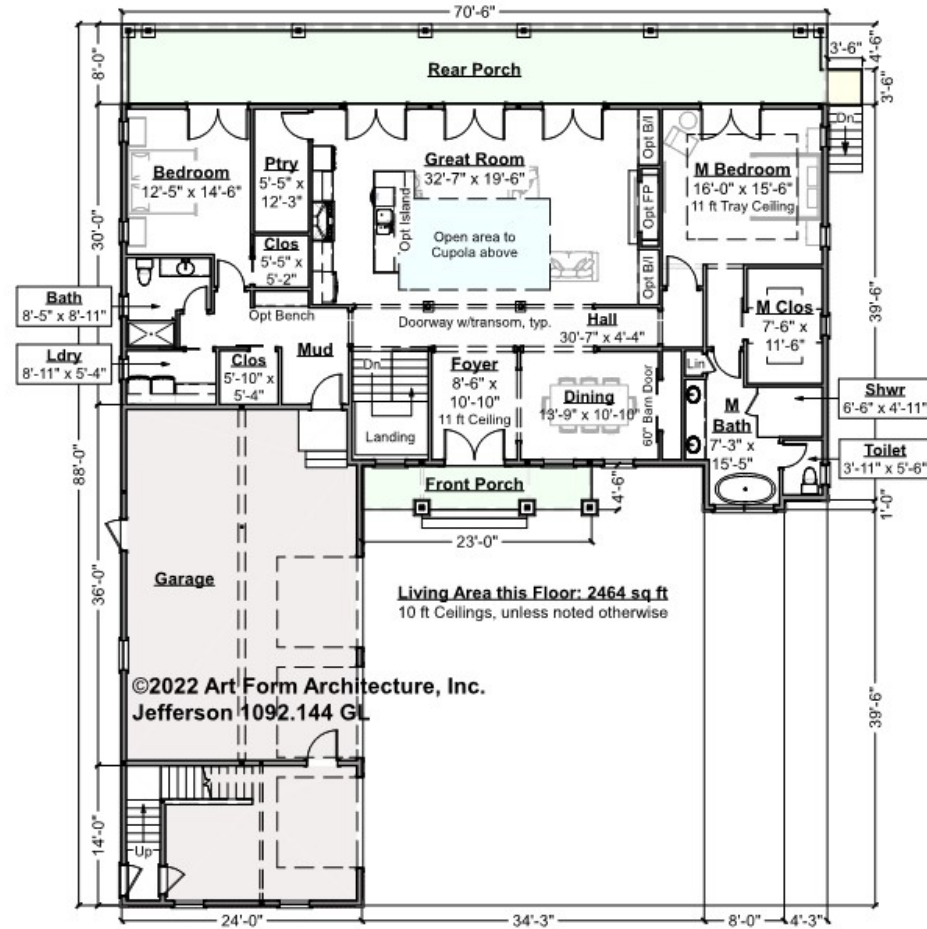 70'-6"
8'-0"
4'-6"
3'-6"
3'-6"
Rear Porch
Dn
Bedroom
12'-5" x 14'-6"
Ptry
5'-5" x
12'-3"
Great Room
32'-7" x 19'-6"
Opt B/I
M Bedroom
16'-0" x 15'-6"
11 ft Tray Ceiling
Opt Island
Opt FP
Open area to
Cupola above
30'-0"
Clos
5'-5" x
5'-2"
Opt B/I
Bath
8'-5" x 8'-11"
Opt Bench
Doorway w/transom, typ.
Hall
30'-7" x 4'-4"
M Clos
7'-6" x
11'-6"
39'-6"
Ldry
8'-11" x 5'-4"
Clos
5'-10" x
5'-4"
Mud
Dn
Landing
Foyer
8'-6" x
10'-10"
11 ft Ceiling
Dining
13'-9" x 10'-10"
60" Barn Door
Lin
M
Bath
7'-3" x
15'-5"
Shwr
6'-6" x 4'-11"
Toilet
3'-11" x 5'-6"
88'-0"
Front Porch
4'-6"
1'-0"
23'-0"
Garage
36'-0"
Living Area this Floor: 2464 sq ft
10 ft Ceilings, unless noted otherwise
©2022 Art Form Architecture, Inc.
Jefferson 1092.144 GL
39'-6"
14'-0"
Up
24'-0"
34'-3"
8'-0"
4'-3"